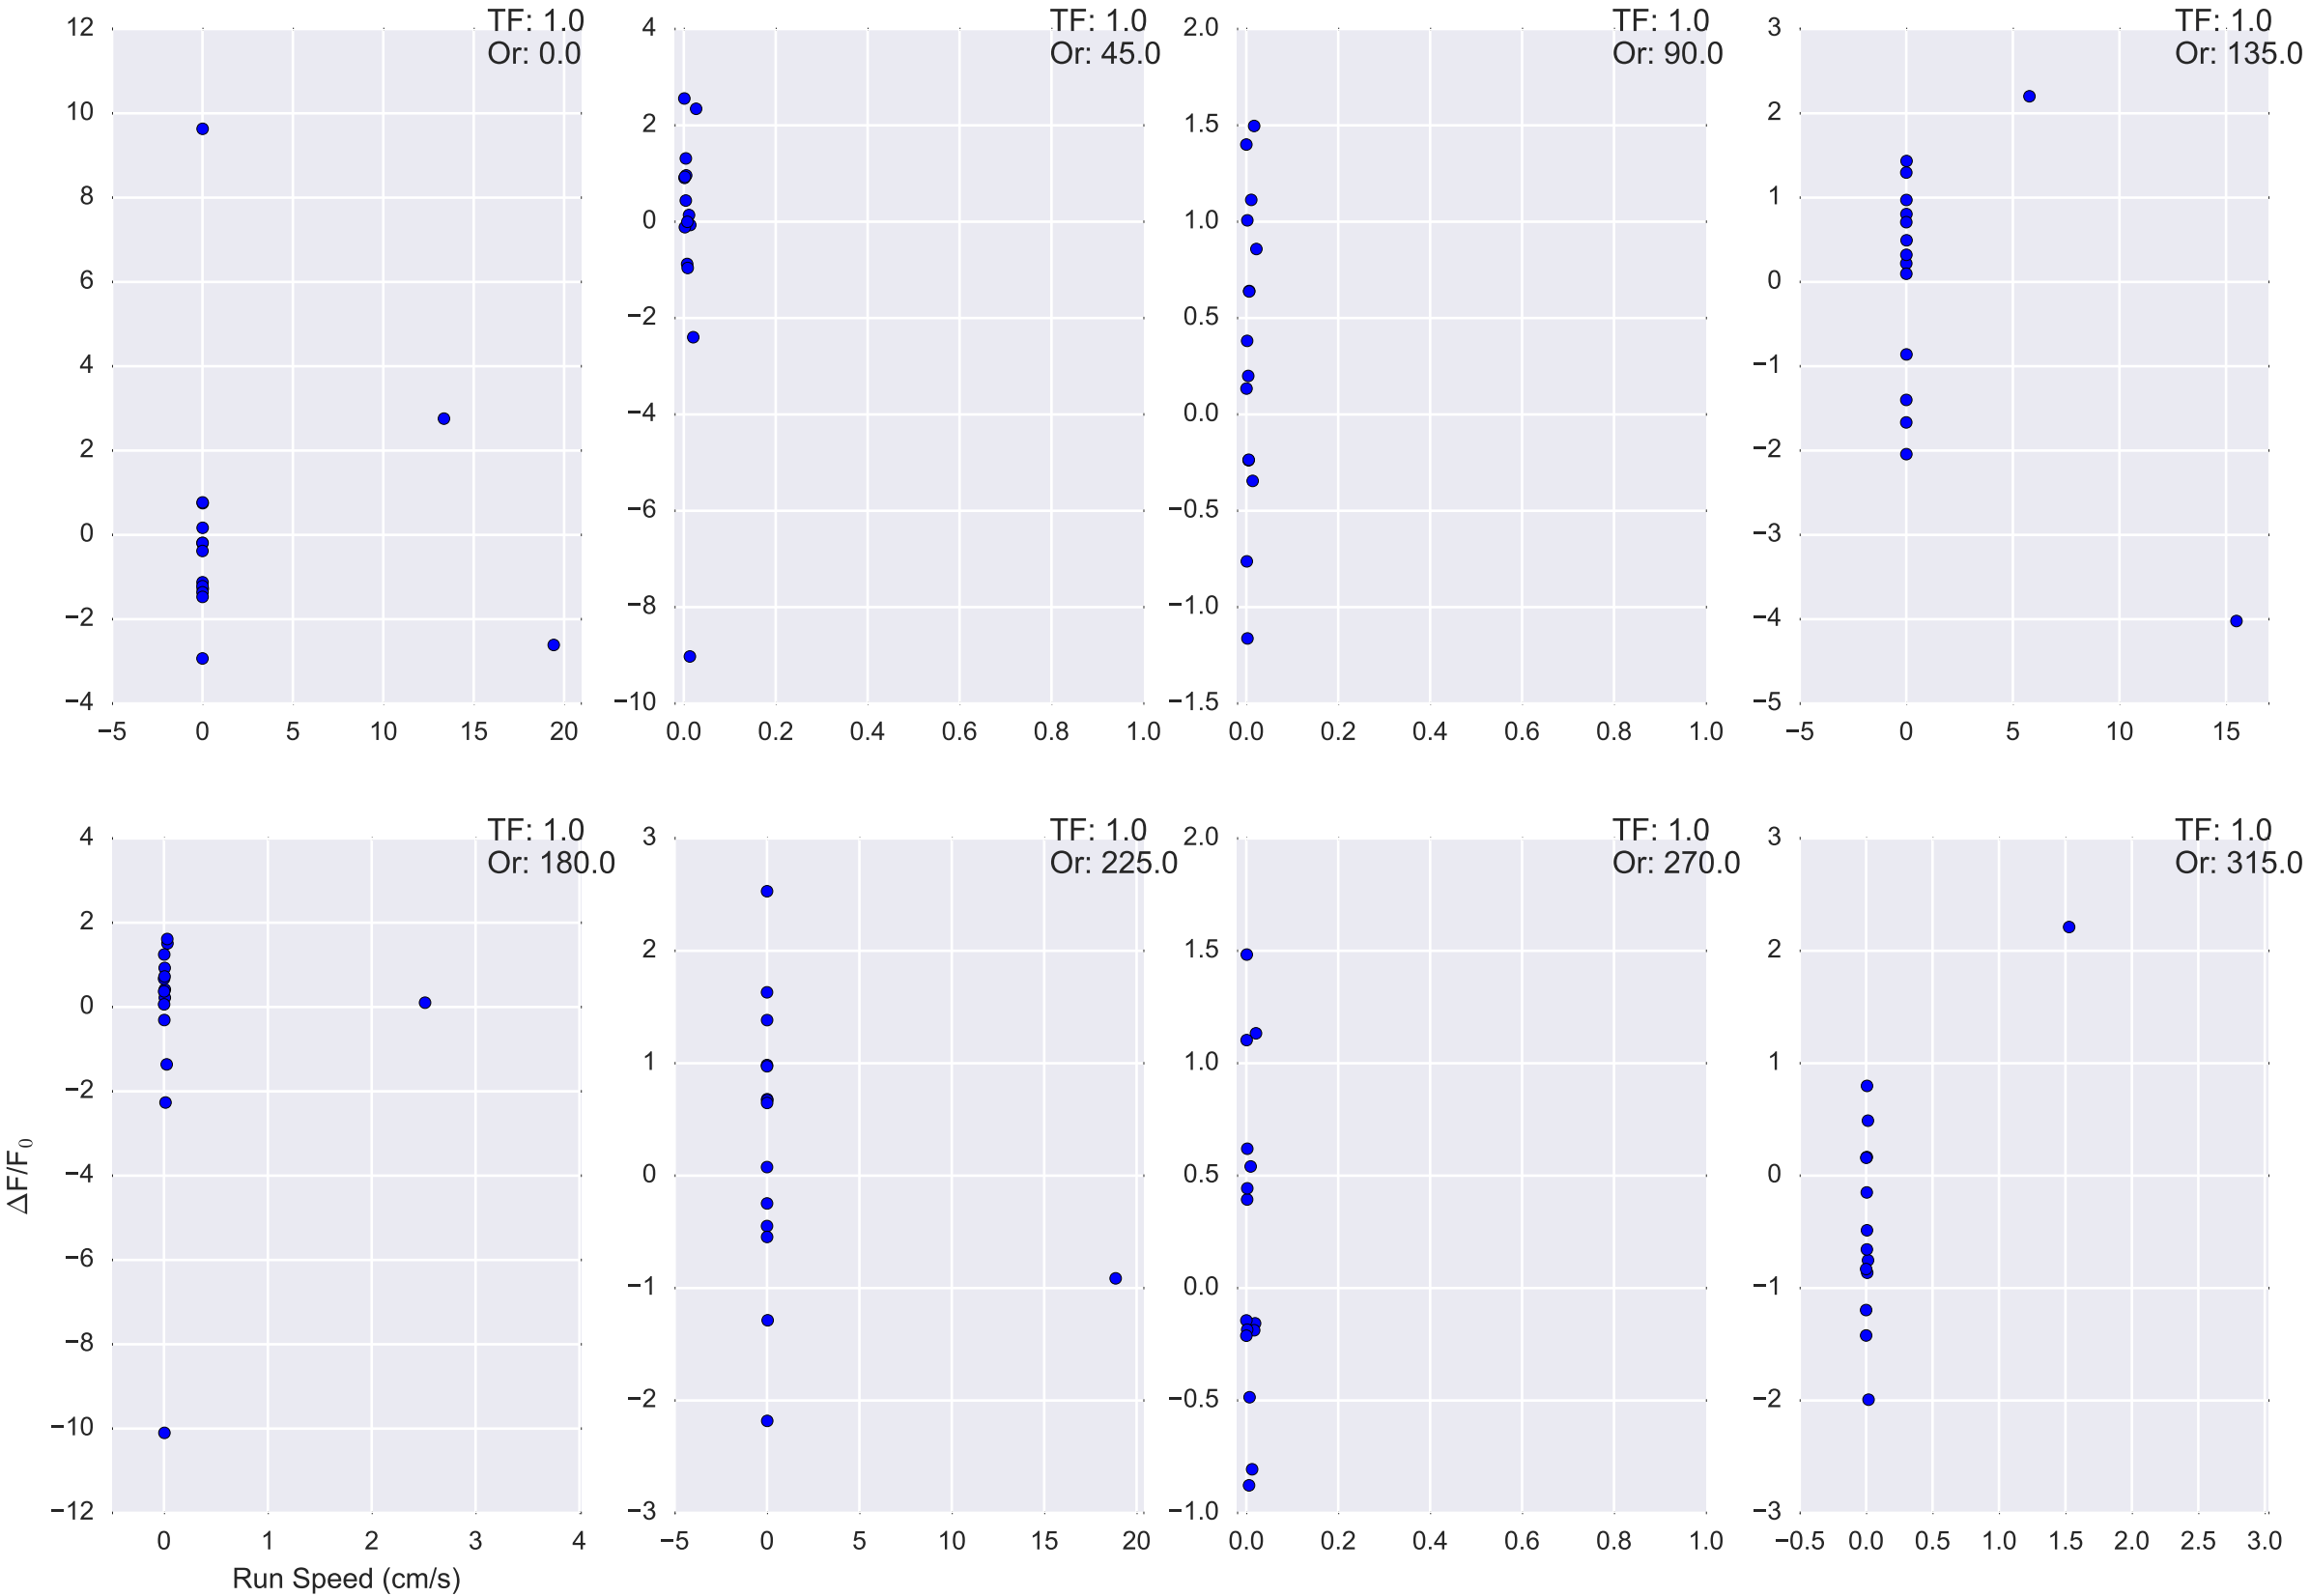 TF: 1.0
Or: 0.0
12
10
8
6
4
2
0
−2
−4
−5 0 5 10 15 20
TF: 1.0
Or: 45.0
4
2
0
−2
−4
−6
−8
−10
0.0 0.2 0.4 0.6 0.8 1.0
TF: 1.0
Or: 90.0
2.0
1.5
1.0
0.5
0.0
−0.5
−1.0
−1.5
0.0 0.2 0.4 0.6 0.8 1.0
TF: 1.0
Or: 135.0
3
2
1
0
−1
−2
−3
−4
−5
−5 0 5 10 15
TF: 1.0
Or: 180.0
4
2
0
−2
−4
−6
−8
−10
−12
0 1 2 3 4
Run Speed (cm/s)
ΔF/F₀
TF: 1.0
Or: 225.0
3
2
1
0
−1
−2
−3
−5 0 5 10 15 20
TF: 1.0
Or: 270.0
2.0
1.5
1.0
0.5
0.0
−0.5
−1.0
0.0 0.2 0.4 0.6 0.8 1.0
TF: 1.0
Or: 315.0
3
2
1
0
−1
−2
−3
−0.5 0.0 0.5 1.0 1.5 2.0 2.5 3.0